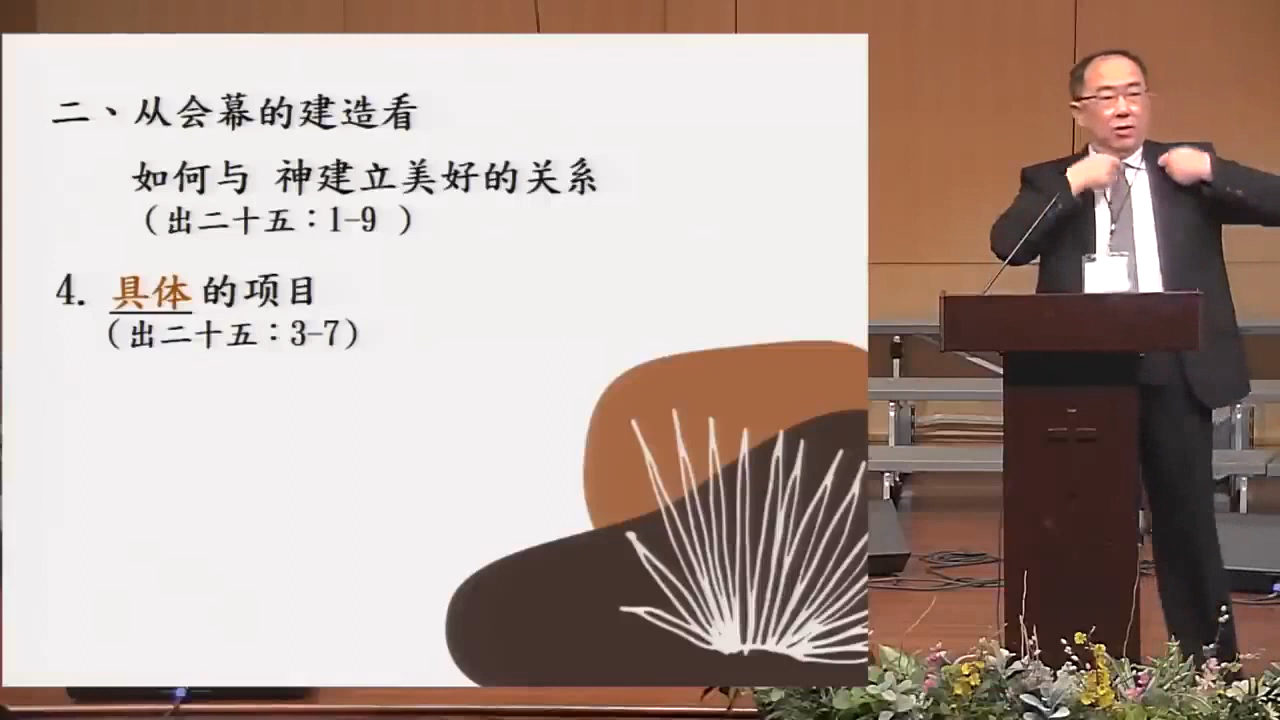 二、从会幕的建造看
如何与 神建立美好的关系
（出二十五：1-9 ）
4. 具体 的项目
（出二十五：3-7）